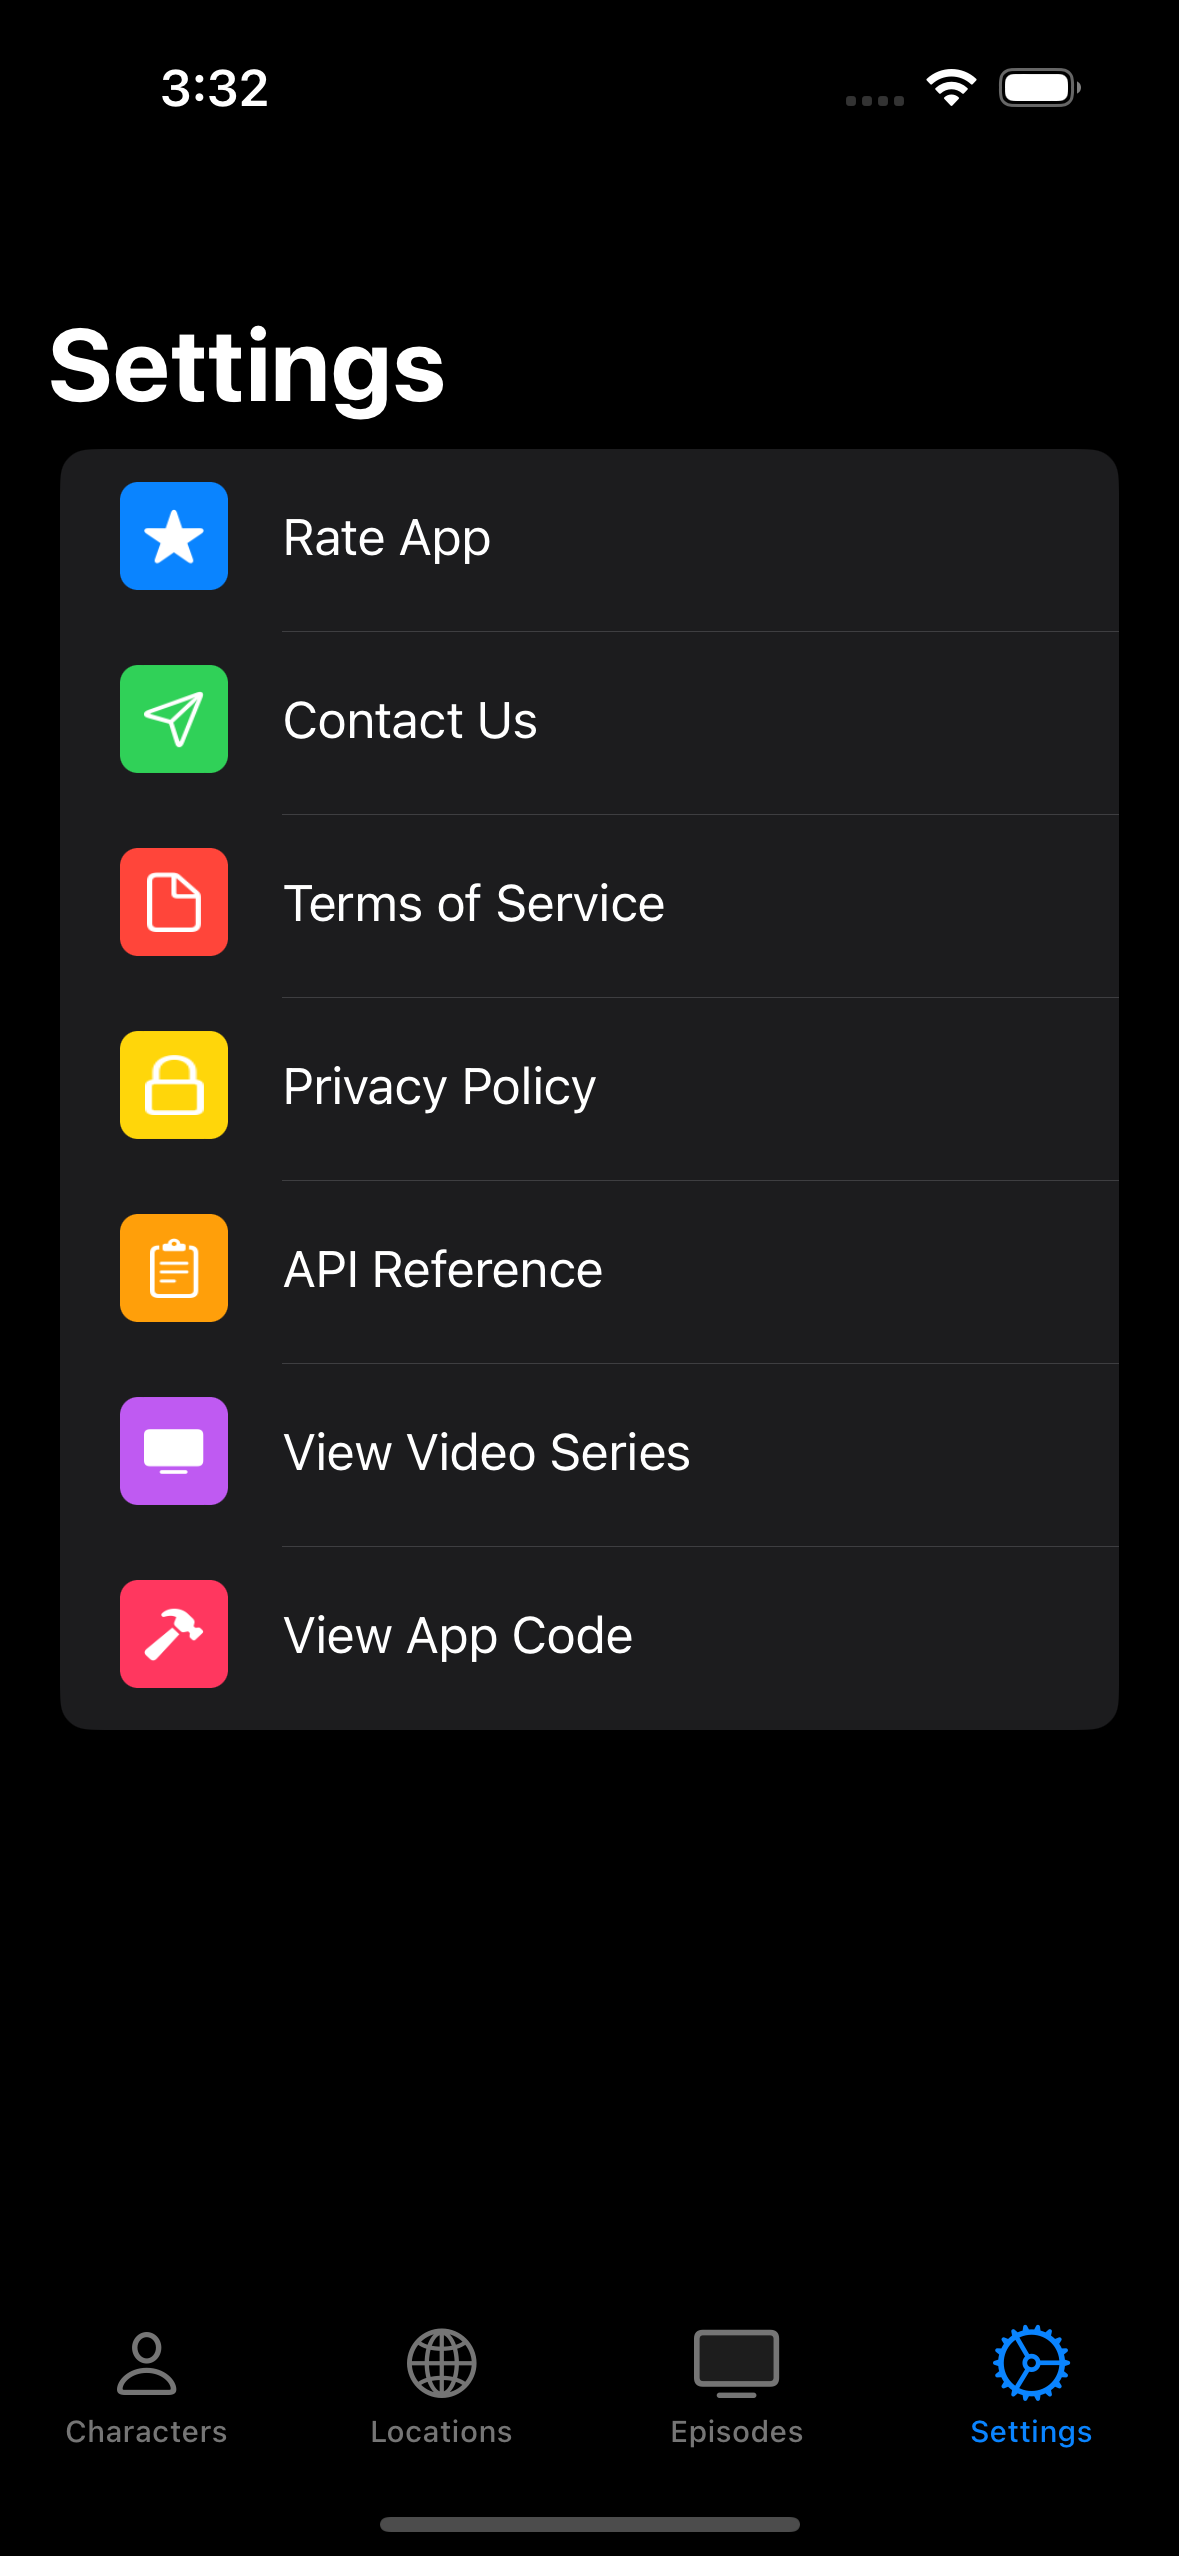 3:32
Settings
Rate App
Contact Us
Terms of Service
Privacy Policy
API Reference
View Video Series
View App Code
Characters
Locations
Episodes
Settings